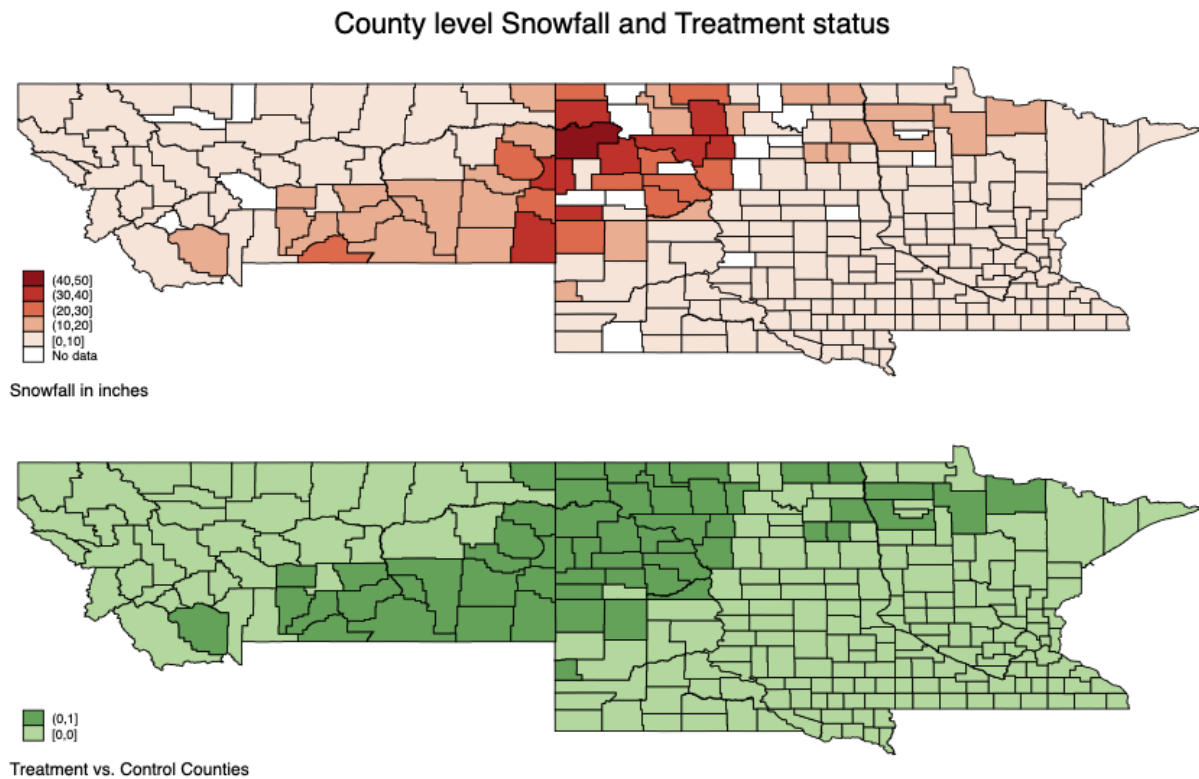 County level Snowfall and Treatment status
(40,50]
(30,40]
(20,30]
(10,20]
[0,10]
No data
Snowfall in inches
(0,1]
[0,0]
Treatment vs. Control Counties